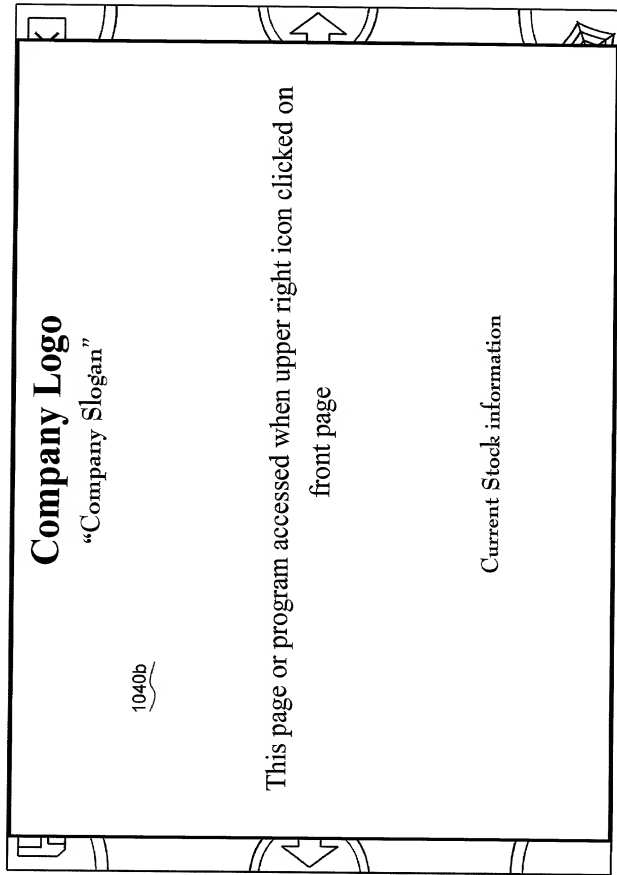 Company Logo
“Company Slogan”
1040b
This page or program accessed when upper right icon clicked on
front page
Current Stock information